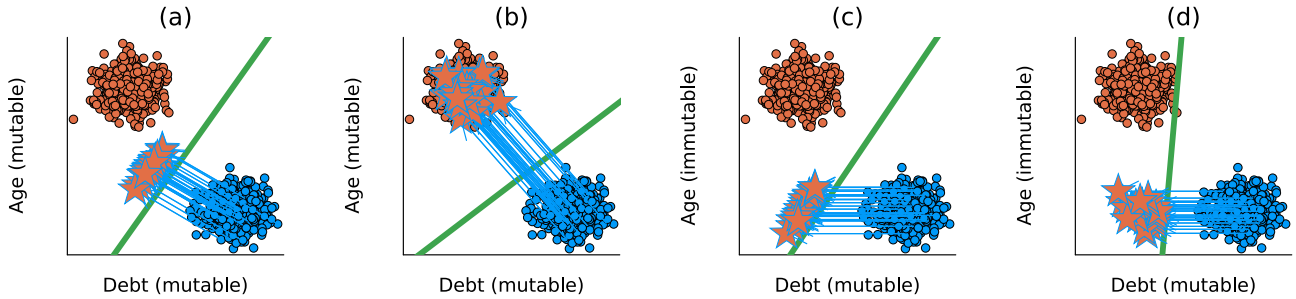 (a)
(b)
(c)
(d)
Age (mutable)
Age (mutable)
Age (immutable)
Age (immutable)
Debt (mutable)
Debt (mutable)
Debt (mutable)
Debt (mutable)